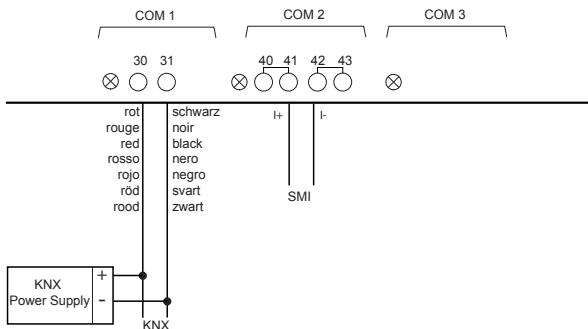 COM 1 COM 2 COM 3
30 31 40 41 42 43
rot schwarz
rouge noir
red black
rosso nero
rojo negro
röd svart
rood zwart
I+ I-
SMI
KNX
Power Supply
+
-
KNX